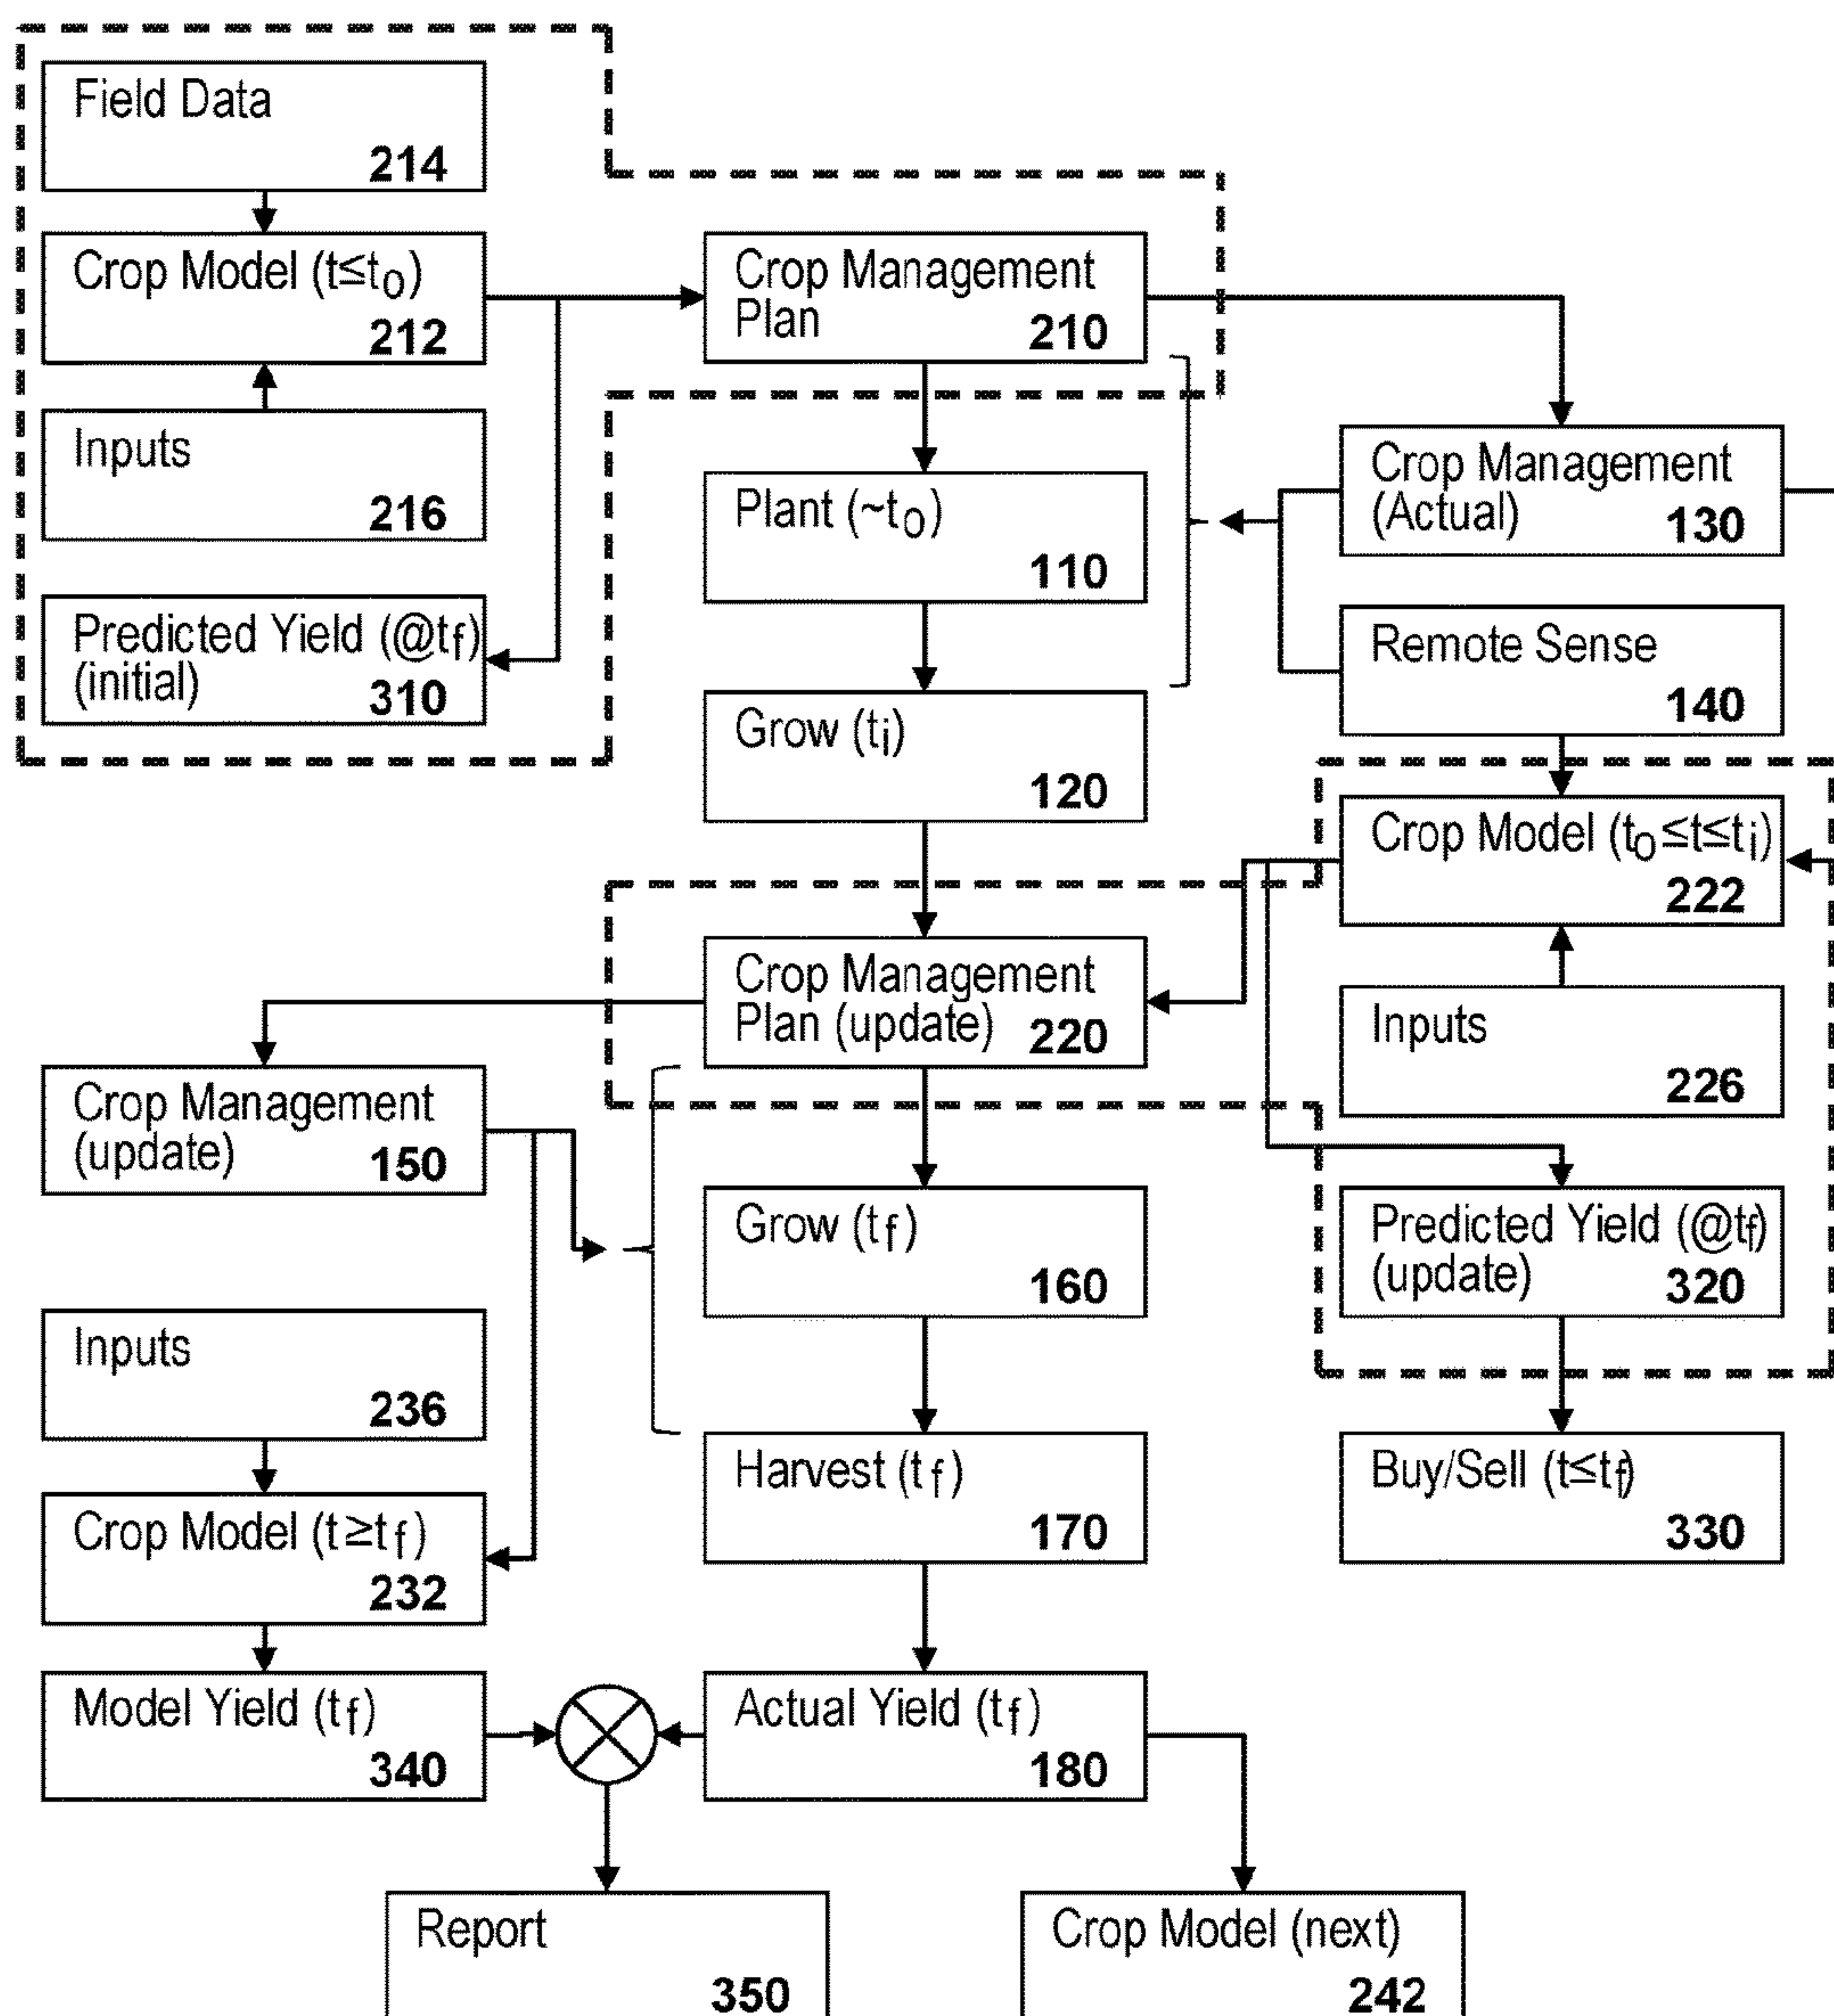 Field Data
214
Crop Model (t≤t₀)
212
Inputs
216
Predicted Yield (@tf)
(initial)
310
Crop Management
Plan
210
Plant (~t₀)
110
Grow (ti)
120
Crop Management
(Actual)
130
Remote Sense
140
Crop Model (t₀≤t≤ti)
222
Inputs
226
Crop Management
Plan (update)
220
Crop Management
(update)
150
Grow (tf)
160
Predicted Yield (@tf)
(update)
320
Inputs
236
Harvest (tf)
170
Buy/Sell (t≤tf)
330
Crop Model (t≥tf)
232
Model Yield (tf)
340
Actual Yield (tf)
180
Report
350
Crop Model (next)
242